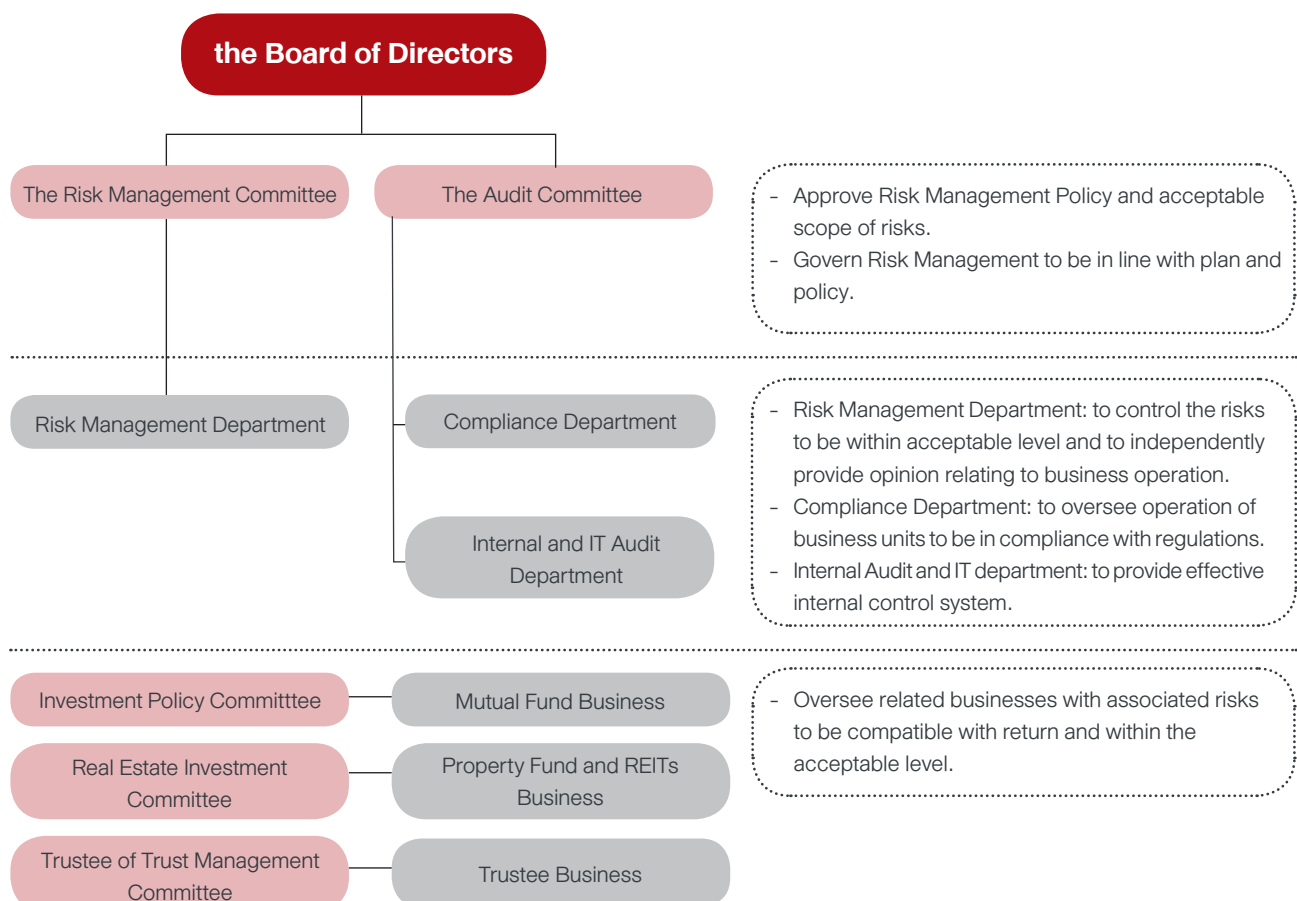 the Board of Directors
The Risk Management Committee
The Audit Committee
- Approve Risk Management Policy and acceptable
scope of risks.
- Govern Risk Management to be in line with plan and
policy.
Risk Management Department
Compliance Department
Internal and IT Audit
Department
- Risk Management Department: to control the risks
to be within acceptable level and to independently
provide opinion relating to business operation.
- Compliance Department: to oversee operation of
business units to be in compliance with regulations.
- Internal Audit and IT department: to provide effective
internal control system.
Investment Policy Committtee
Mutual Fund Business
Real Estate Investment
Committee
Property Fund and REITs
Business
Trustee of Trust Management
Committee
Trustee Business
- Oversee related businesses with associated risks
to be compatible with return and within the
acceptable level.